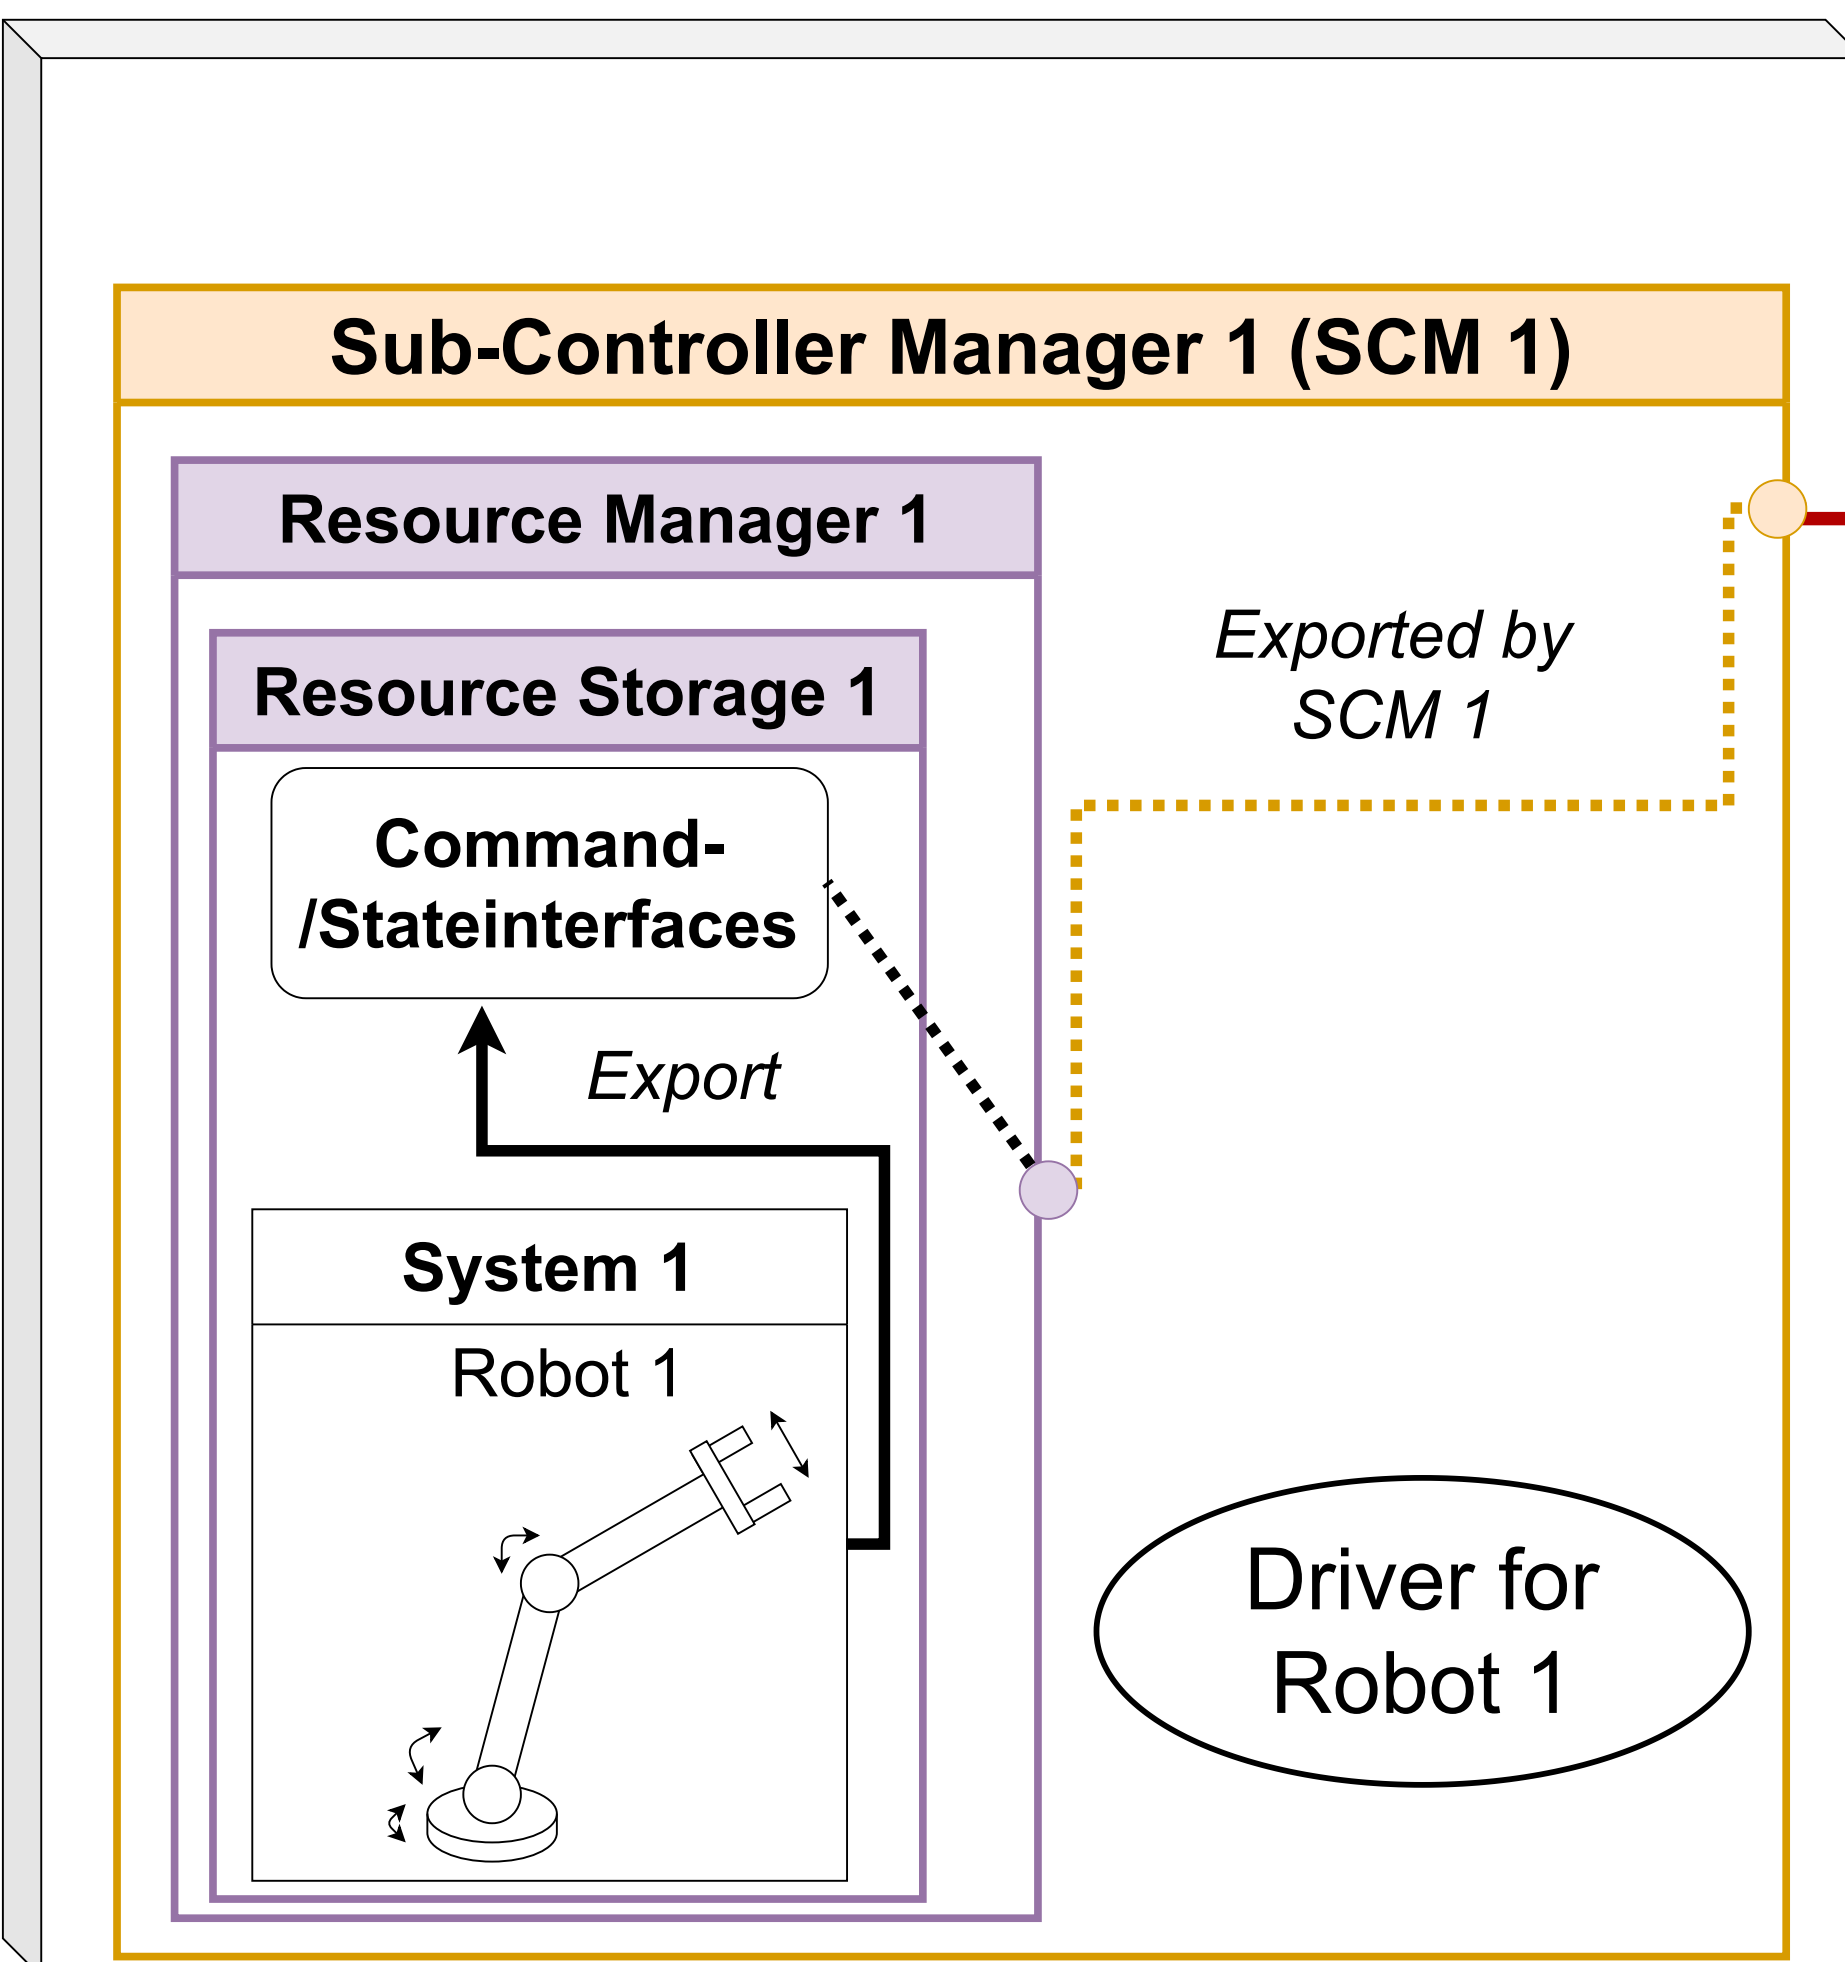 Sub-Controller Manager 1 (SCM 1)
Resource Manager 1
Exported by
SCM 1
Resource Storage 1
Command-
/Stateinterfaces
Export
System 1
Robot 1
Driver for
Robot 1